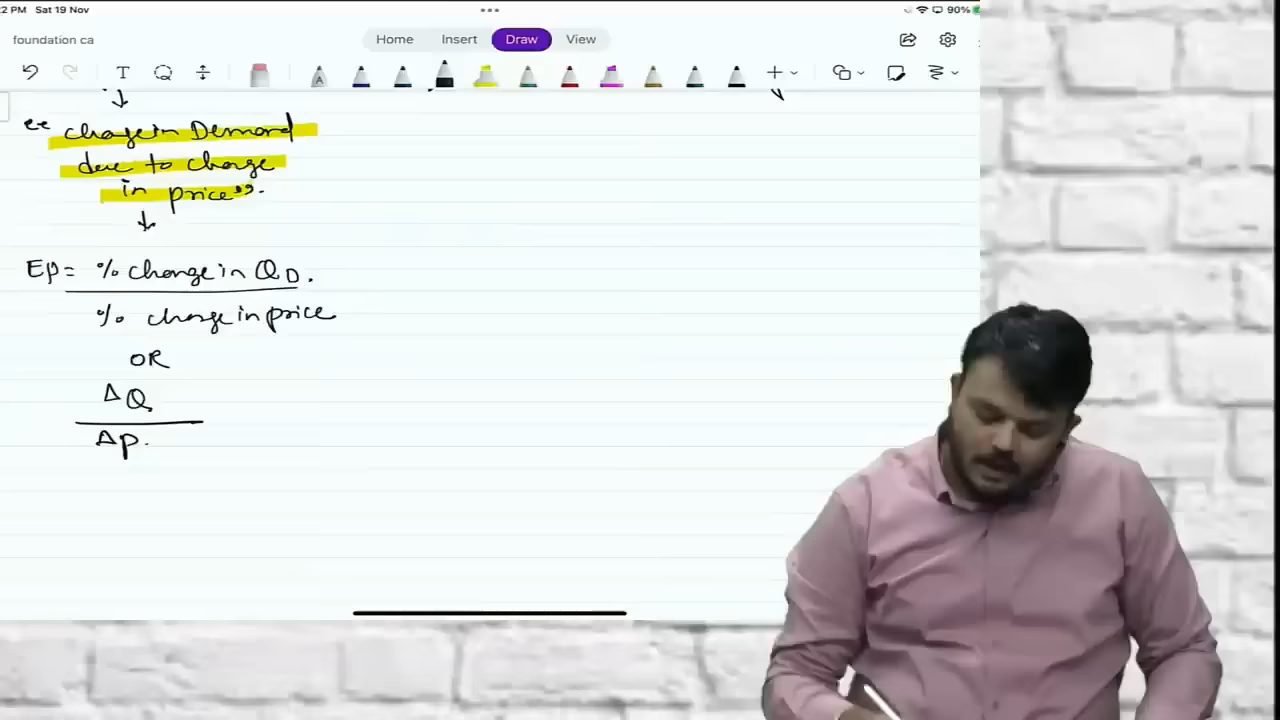 2 PM Sat 19 Nov
90%
foundation ca
Home Insert Draw View
"change in Demand
due to change
in price".
Ep = % change in QD.
% change in price
OR
ΔQ
ΔP.